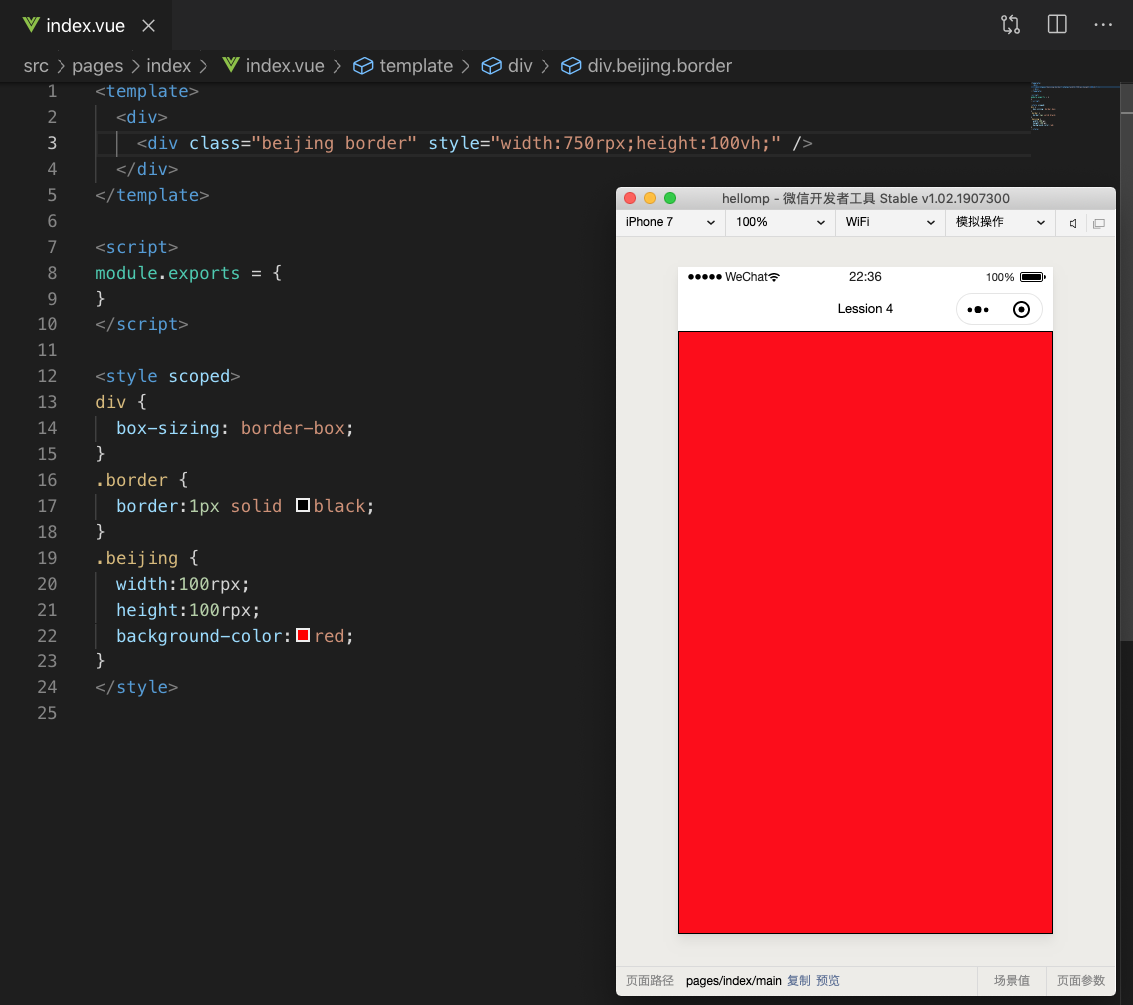 index.vue
src > pages > index > index.vue > template > div > div.beijing.border
1 <template>
2 <div>
3 <div class="beijing border" style="width:750rpx;height:100vh;" />
4 </div>
5 </template>
6
7 <script>
8 module.exports = {
9 }
10 </script>
11
12 <style scoped>
13 div {
14 box-sizing: border-box;
15 }
16 .border {
17 border:1px solid black;
18 }
19 .beijing {
20 width:100rpx;
21 height:100rpx;
22 background-color:red;
23 }
24 </style>
25
hellomp - 微信开发者工具 Stable v1.02.1907300
iPhone 7 100% WiFi 模拟操作
WeChat 22:36 100%
Lession 4
页面路径 pages/index/main 复制 预览 场景值 页面参数